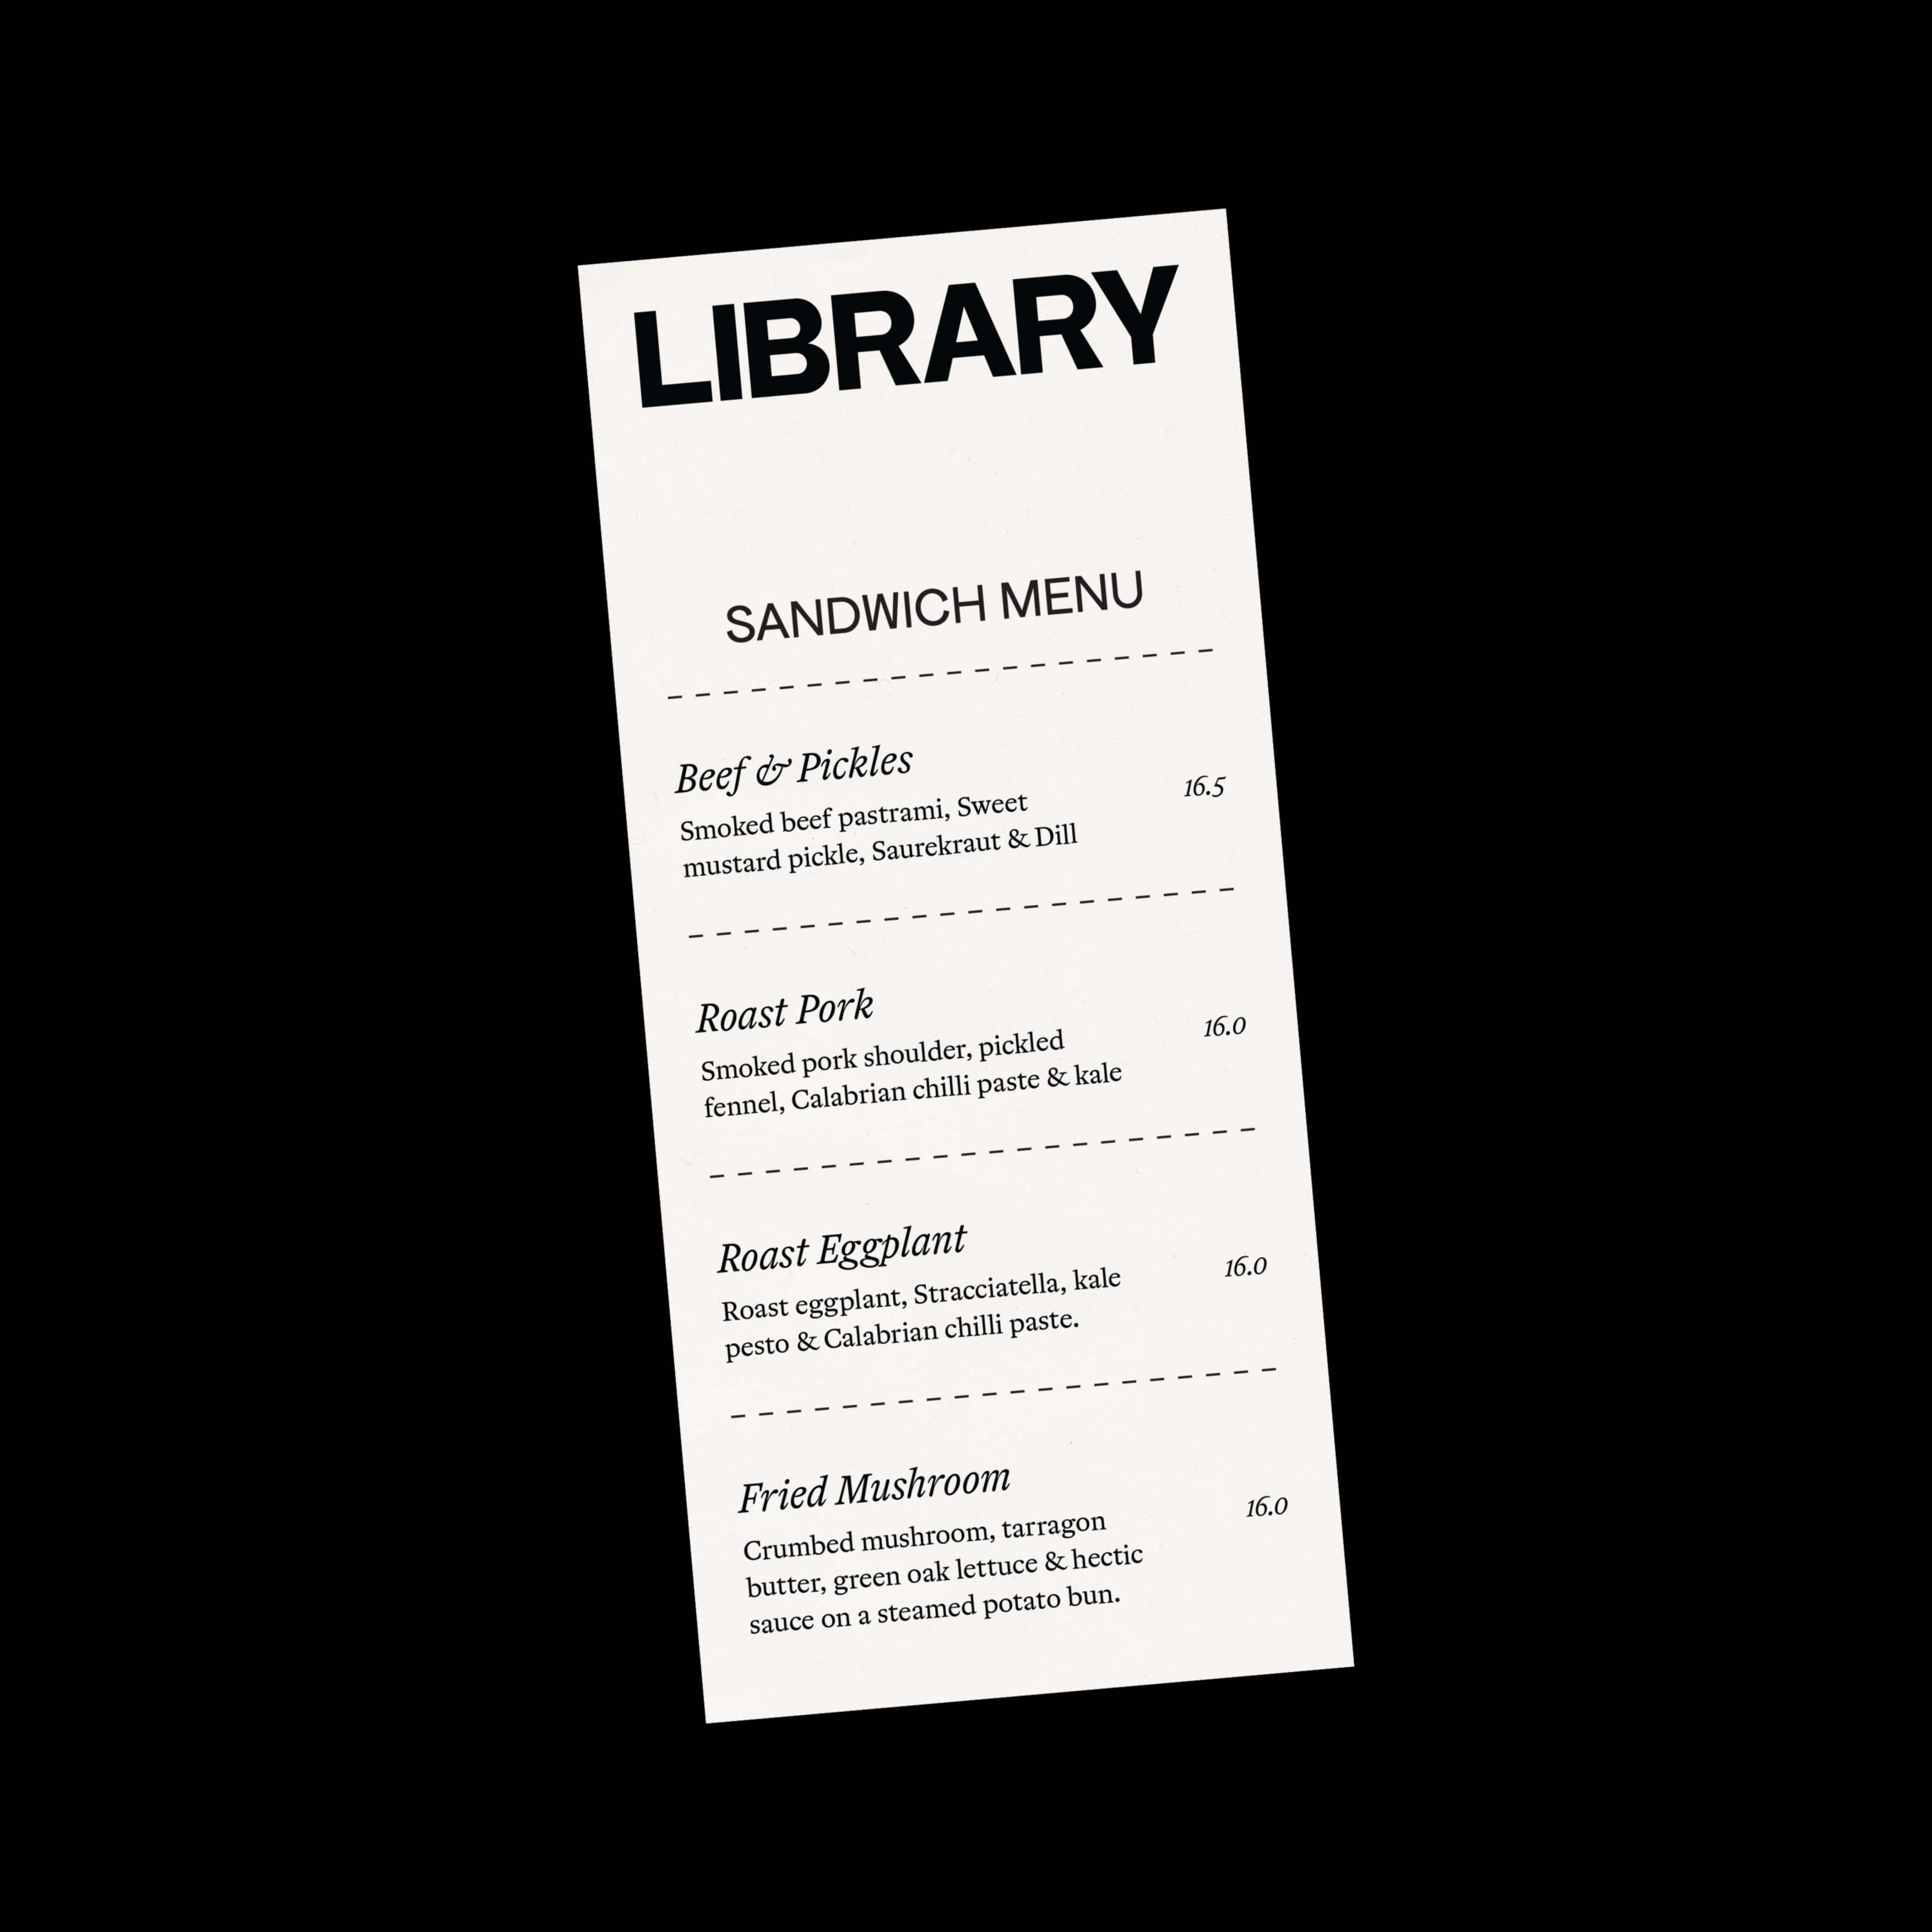 LIBRARY
SANDWICH MENU
Beef & Pickles
Smoked beef pastrami, Sweet
mustard pickle, Saurekraut & Dill
16.5
Roast Pork
Smoked pork shoulder, pickled
fennel, Calabrian chilli paste & kale
16.0
Roast Eggplant
Roast eggplant, Stracciatella, kale
pesto & Calabrian chilli paste.
16.0
Fried Mushroom
Crumbed mushroom, tarragon
butter, green oak lettuce & hectic
sauce on a steamed potato bun.
16.0